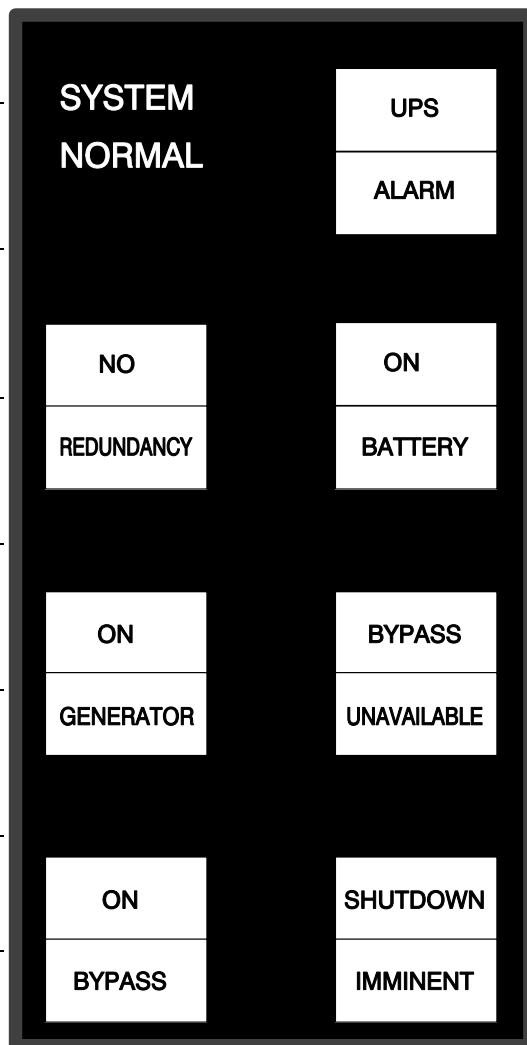 SYSTEM
NORMAL
UPS
ALARM
NO
REDUNDANCY
ON
BATTERY
ON
GENERATOR
BYPASS
UNAVAILABLE
ON
BYPASS
SHUTDOWN
IMMINENT